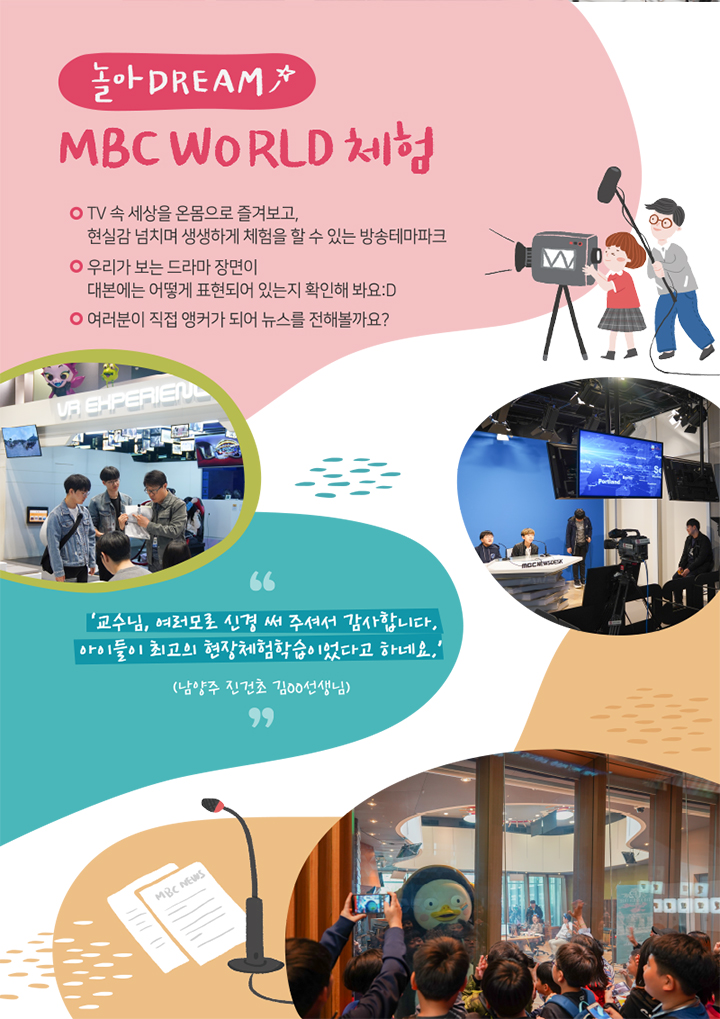 놀아DREAM
MBC WORLD 체험
TV 속 세상을 온몸으로 즐겨보고,
현실감 넘치며 생생하게 체험을 할 수 있는 방송테마파크
우리가 보는 드라마 장면이
대본에는 어떻게 표현되어 있는지 확인해 봐요:D
여러분이 직접 앵커가 되어 뉴스를 전해볼까요?
VR EXPERIENC
Portland
MBC NEWSDESK
“
'교수님, 여러모로 신경 써 주셔서 감사합니다.
아이들이 최고의 현장체험학습이었다고 하네요.'
(남양주 진건초 김OO선생님)
”
MBC NEWS